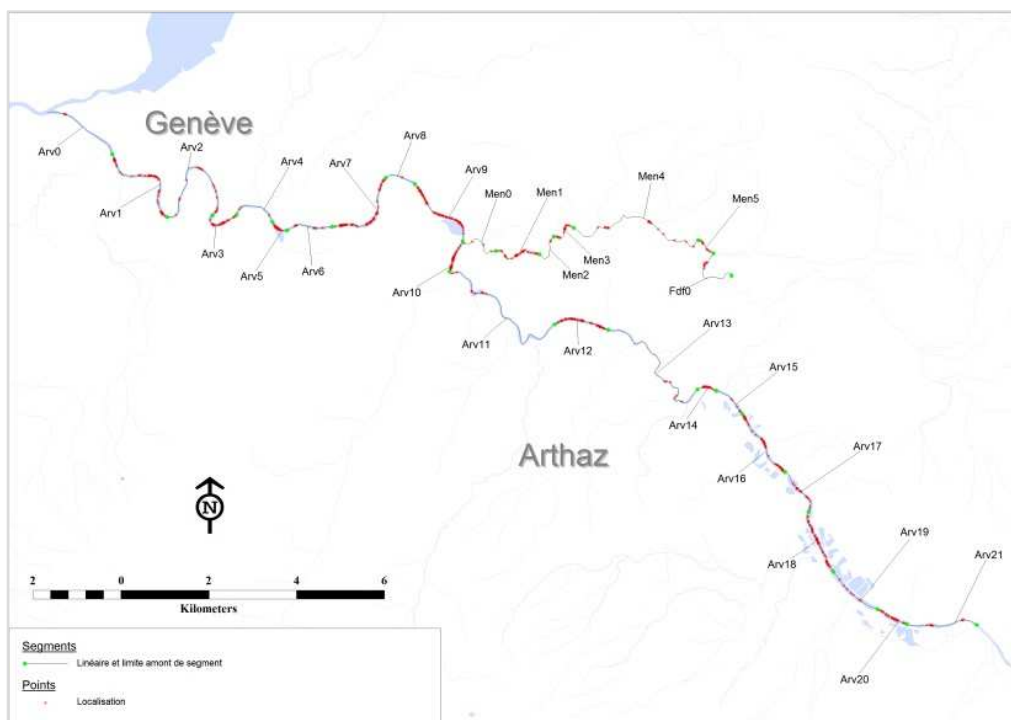 Genève
Arv0
Arv2
Arv8
Arv4
Arv7
Arv9
Men4
Men0
Men1
Men5
Arv1
Arv3
Arv5
Arv6
Men3
Men2
Arv10
Fdf0
Arv11
Arv12
Arv13
Arv15
Arv14
Arthaz
Arv16
Arv17
N
Arv19
Arv21
Arv18
2 0 2 4 6
Kilometers
Arv20
Segments
Linéaire et limite amont de segment
Points
Localisation